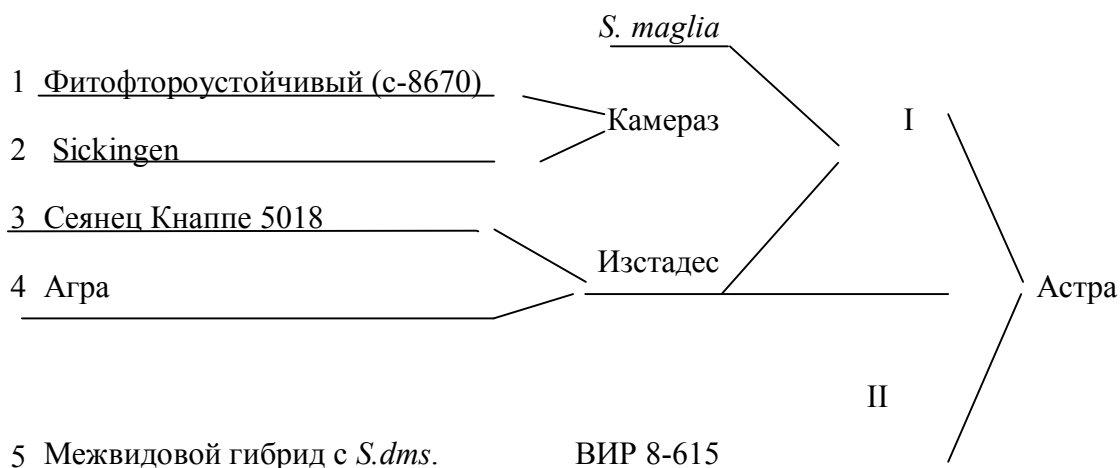 S. maglia
1 Фитофтороустойчивый (с-8670)
Камераз I
2 Sickingen
3 Сеянец Кнаппе 5018
Изстадес
4 Агра Астра
II
5 Межвидовой гибрид с S.dms. ВИР 8-615